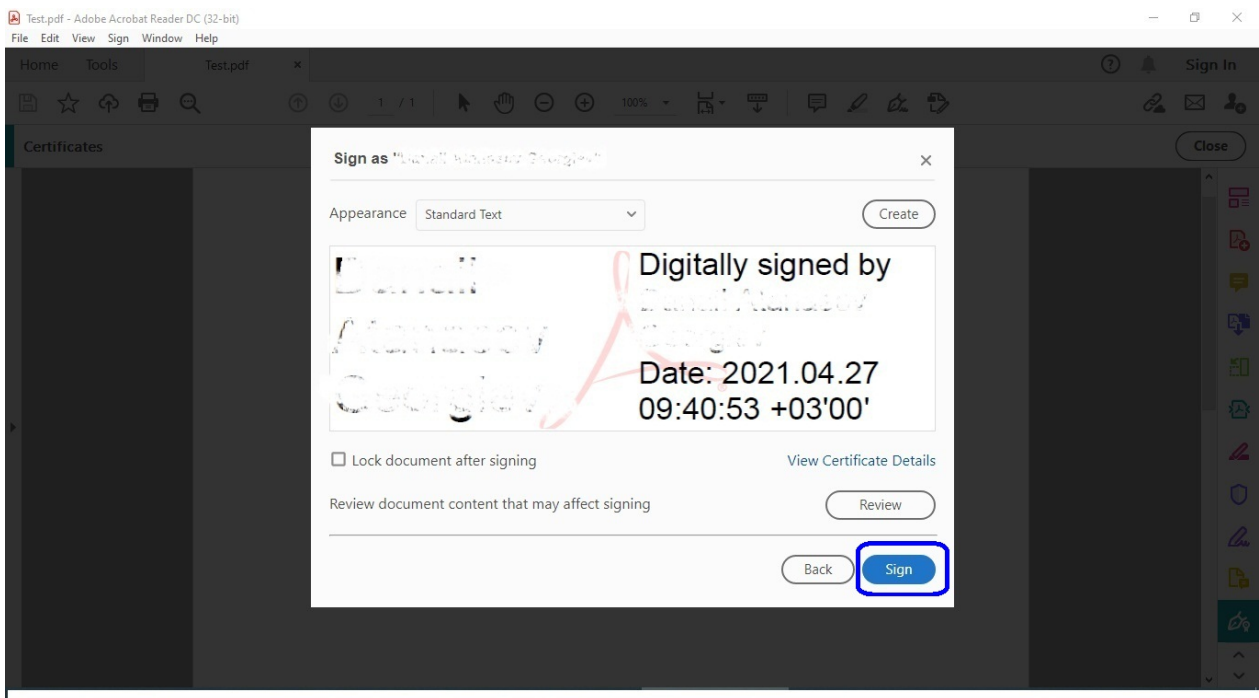 Test.pdf - Adobe Acrobat Reader DC (32-bit)
File Edit View Sign Window Help
Home Tools Test.pdf × Sign In
1 / 1 100%
Certificates Close
Sign as "
Appearance Standard Text Create
Digitally signed by
Date: 2021.04.27
09:40:53 +03'00'
Lock document after signing View Certificate Details
Review document content that may affect signing Review
Back Sign